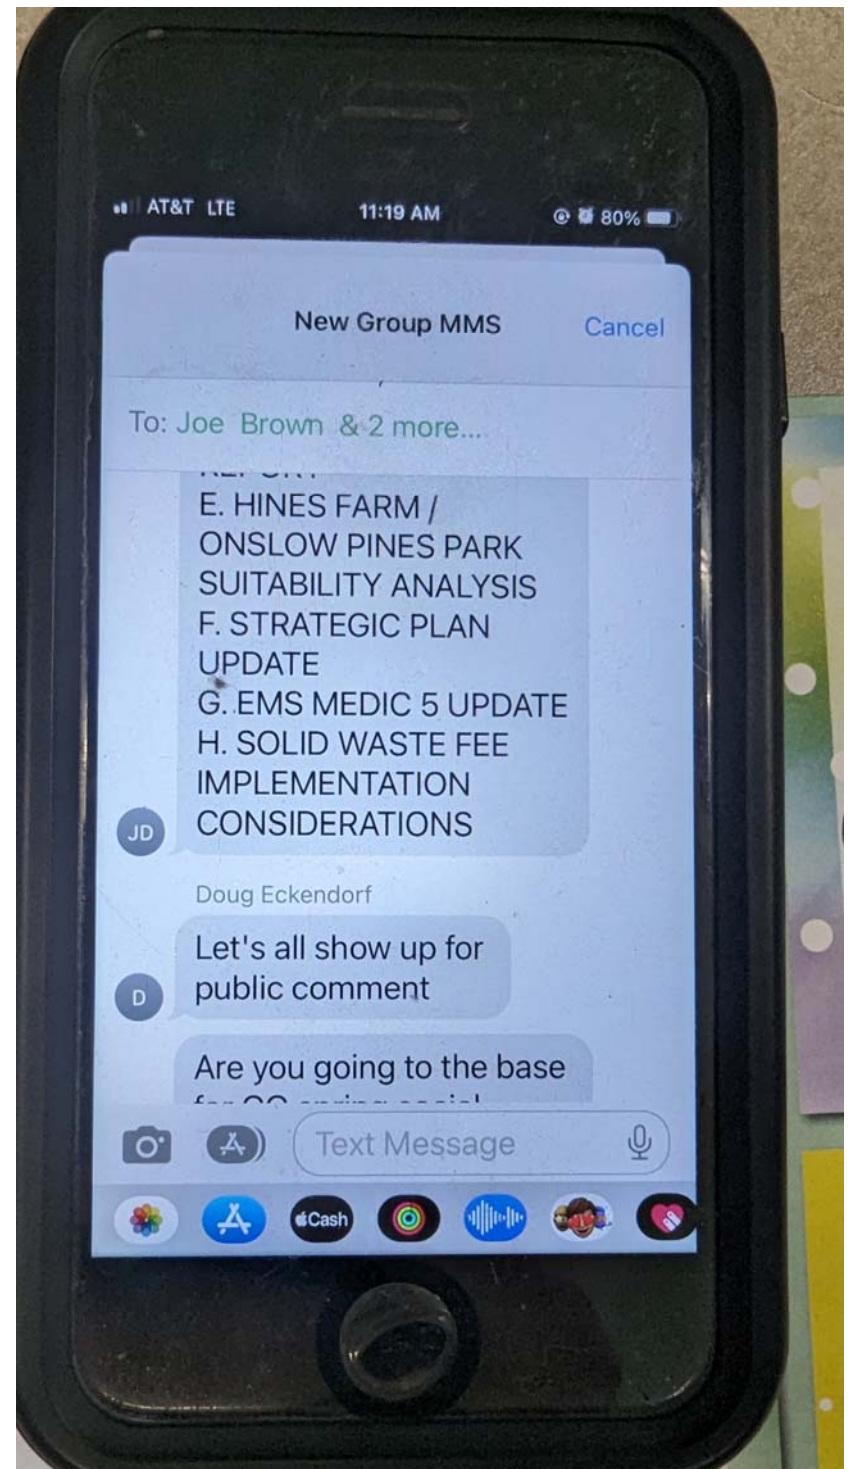 AT&T LTE
11:19 AM
80%
New Group MMS
Cancel
To: Joe Brown & 2 more...
E. HINES FARM /
ONSLOW PINES PARK
SUITABILITY ANALYSIS
F. STRATEGIC PLAN
UPDATE
G. EMS MEDIC 5 UPDATE
H. SOLID WASTE FEE
IMPLEMENTATION
CONSIDERATIONS
JD
Doug Eckendorf
Let's all show up for
public comment
D
Are you going to the base
Text Message
Cash